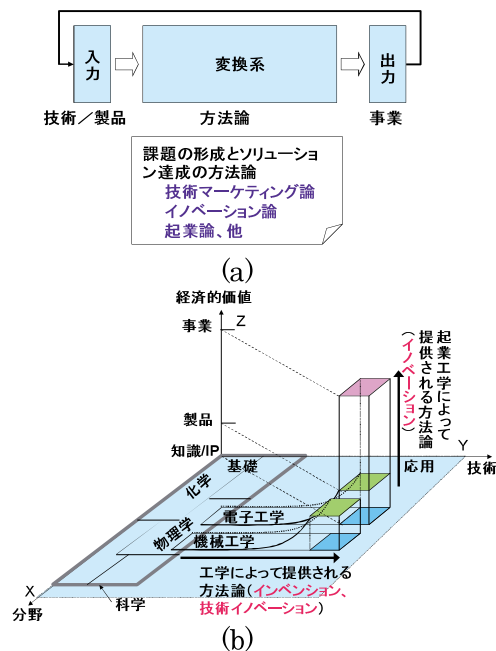 入力
変換系
出力
技術／製品
方法論
事業
課題の形成とソリューショ
ン達成の方法論
技術マーケティング論
イノベーション論
起業論、他
(a)
経済的価値
Z
事業
製品
知識/IP
基礎
化学
物理学
電子工学
機械工学
起業工学によって
提供される方法論
(イノベーション)
Y
技術
応用
X
分野
科学
工学によって提供される
方法論(インベンション、
技術イノベーション)
(b)